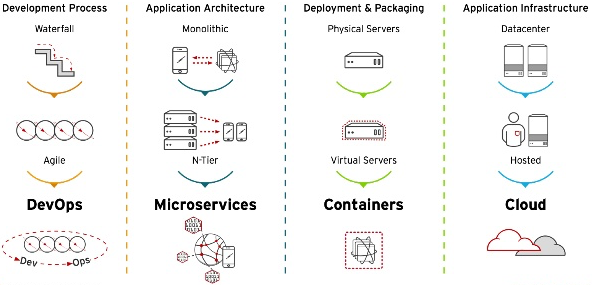 Development Process
Application Architecture
Deployment & Packaging
Application Infrastructure
Waterfall
Monolithic
Physical Servers
Datacenter
Agile
N-Tier
Virtual Servers
Hosted
DevOps
Microservices
Containers
Cloud
Dev
Ops